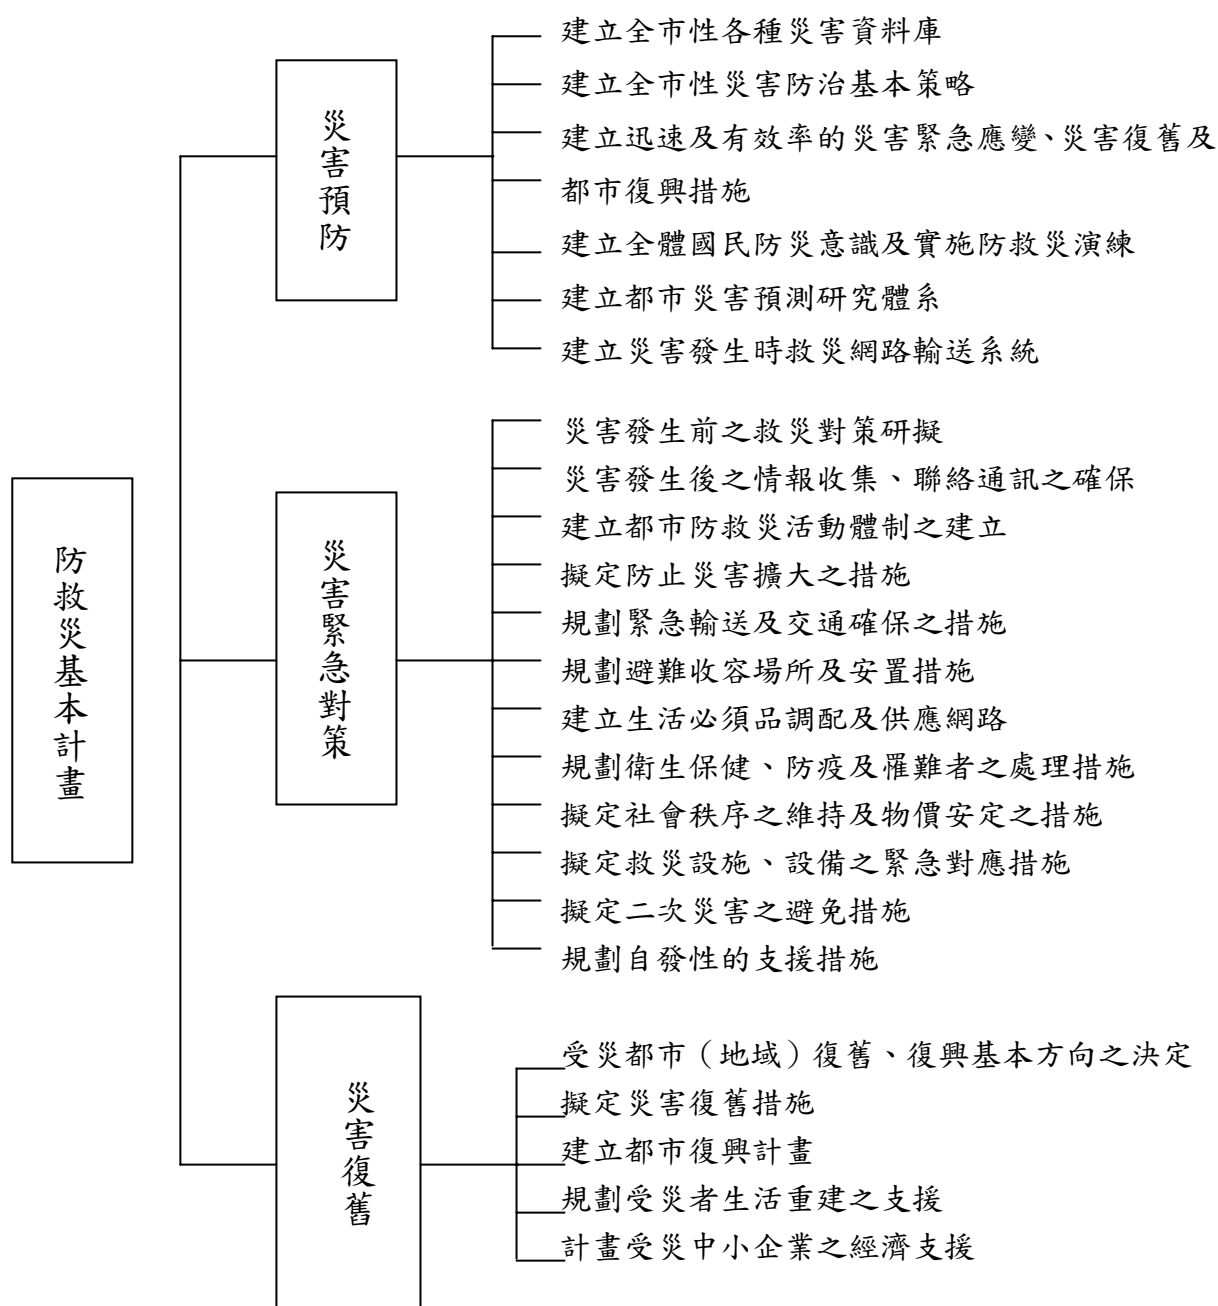 防救災基本計畫
災害預防
建立全市性各種災害資料庫
建立全市性災害防治基本策略
建立迅速及有效率的災害緊急應變、災害復舊及
都市復興措施
建立全體國民防災意識及實施防救災演練
建立都市災害預測研究體系
建立災害發生時救災網路輸送系統
災害緊急對策
災害發生前之救災對策研擬
災害發生後之情報收集、聯絡通訊之確保
建立都市防救災活動體制之建立
擬定防止災害擴大之措施
規劃緊急輸送及交通確保之措施
規劃避難收容場所及安置措施
建立生活必須品調配及供應網路
規劃衛生保健、防疫及罹難者之處理措施
擬定社會秩序之維持及物價安定之措施
擬定救災設施、設備之緊急對應措施
擬定二次災害之避免措施
規劃自發性的支援措施
災害復舊
受災都市（地域）復舊、復興基本方向之決定
擬定災害復舊措施
建立都市復興計畫
規劃受災者生活重建之支援
計畫受災中小企業之經濟支援